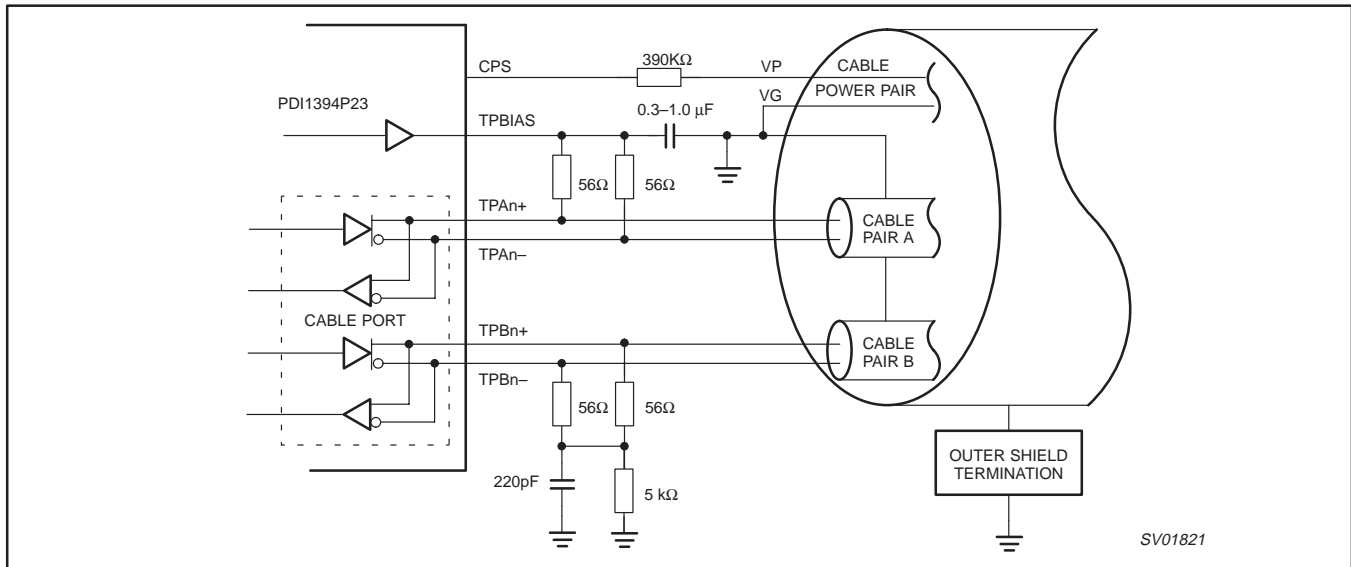 CPS
390KΩ
VP
CABLE
POWER PAIR
VG
PDI1394P23
0.3–1.0 μF
TPBIAS
56Ω
56Ω
TPAn+
CABLE
PAIR A
TPAn–
CABLE PORT
TPBn+
CABLE
PAIR B
TPBn–
56Ω
56Ω
OUTER SHIELD
TERMINATION
220pF
5 kΩ
SV01821